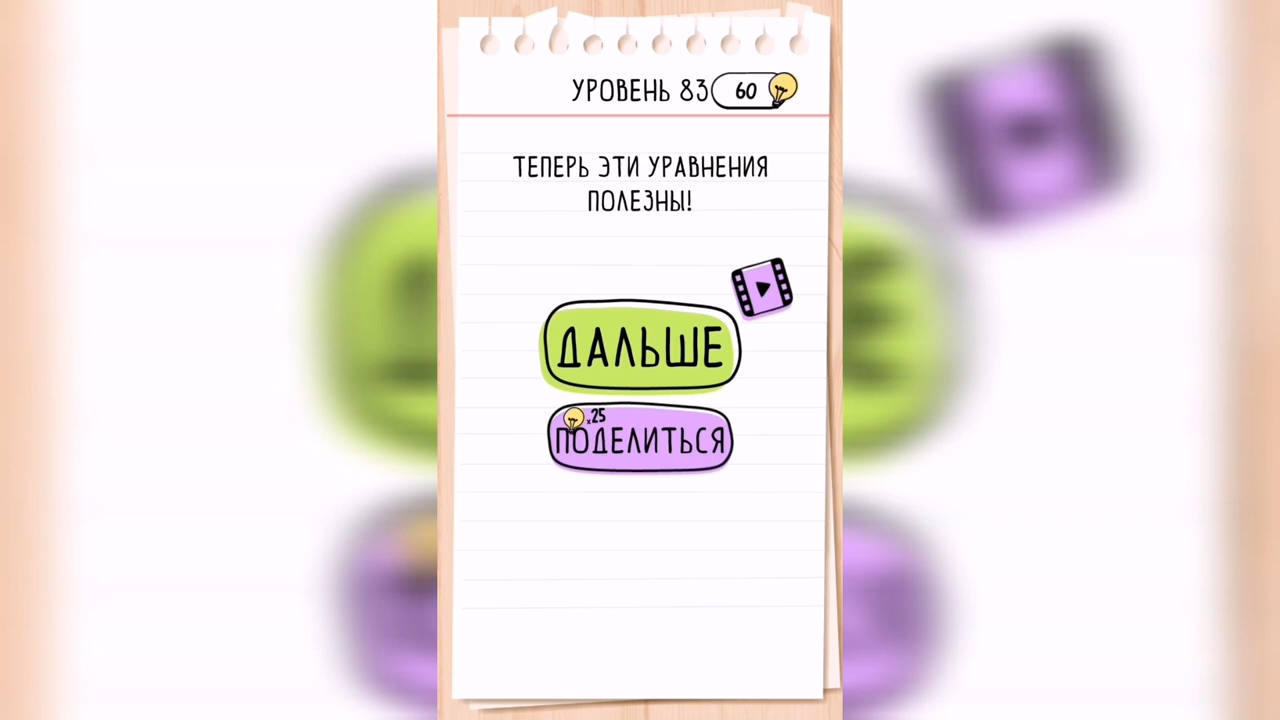 УРОВЕНЬ 83
60
ТЕПЕРЬ ЭТИ УРАВНЕНИЯ
ПОЛЕЗНЫ!
ДАЛЬШЕ
x25
ПОДЕЛИТЬСЯ